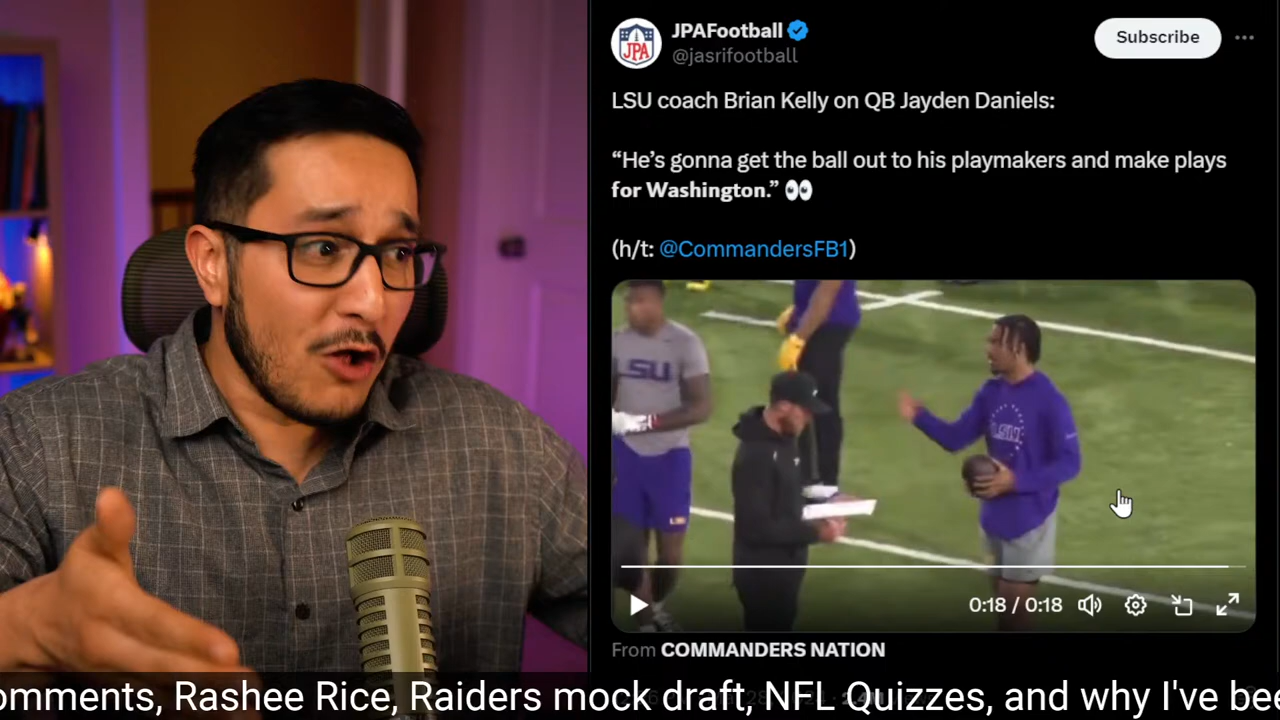 JPAFootball
@jasrifootball
Subscribe
JPA
LSU coach Brian Kelly on QB Jayden Daniels:
“He’s gonna get the ball out to his playmakers and make plays
for Washington.” 👀
(h/t: @CommandersFB1)
LSU
LSU
0:18 / 0:18
From COMMANDERS NATION
omments, Rashee Rice, Raiders mock draft, NFL Quizzes, and why I've bee